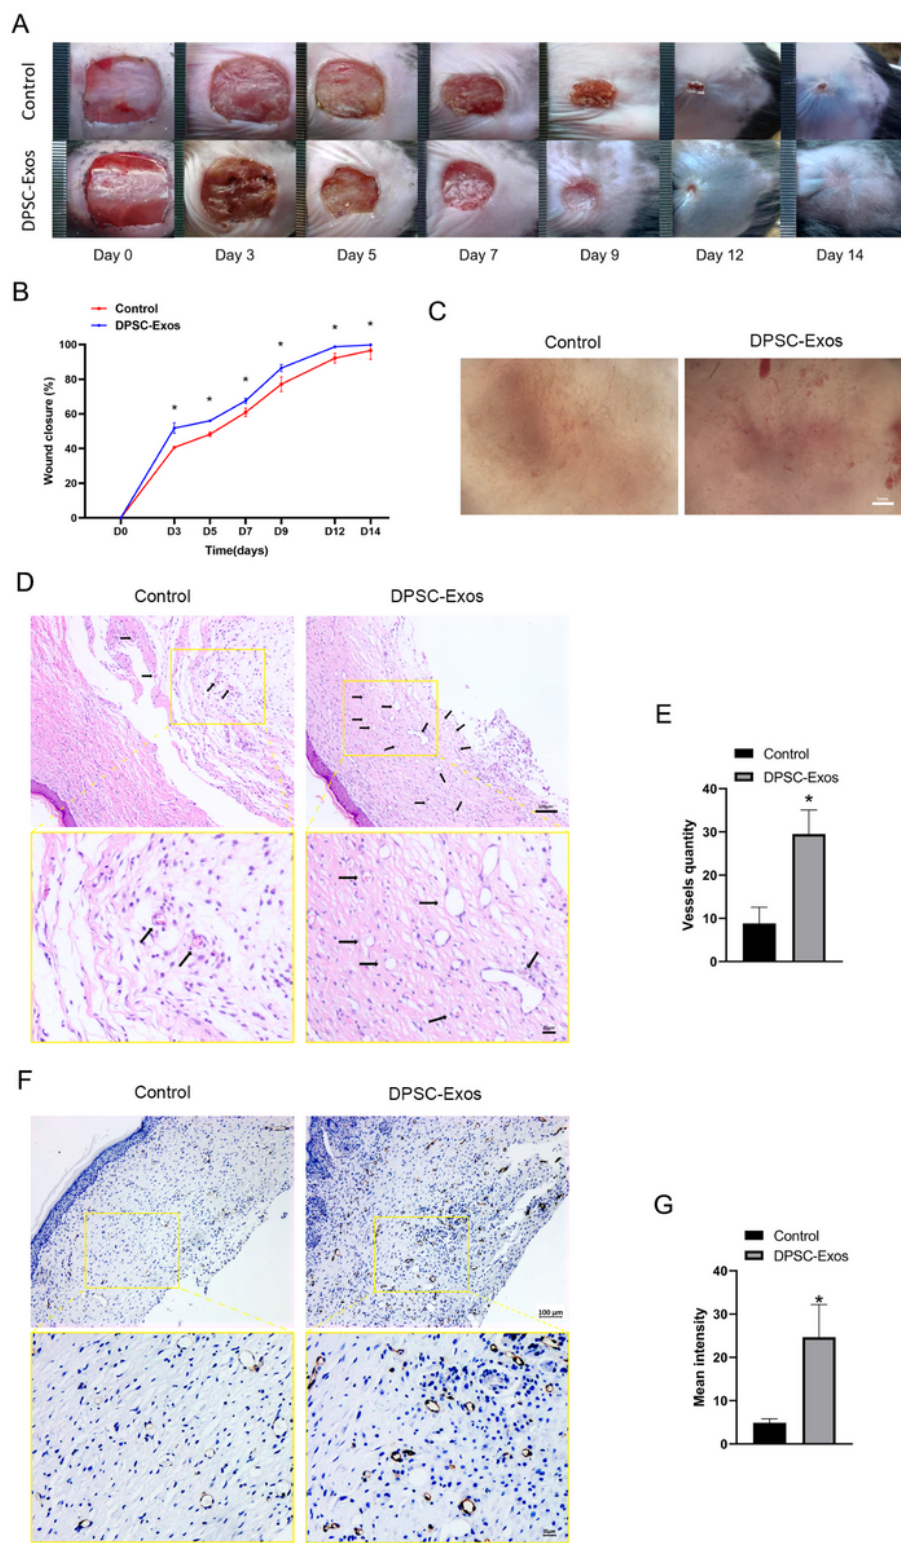 A
Control
DPSC-Exos
Day 0 Day 3 Day 5 Day 7 Day 9 Day 12 Day 14
B
Control
DPSC-Exos
Wound closure (%)
100
80
60
40
20
0
* * * * * *
D0 D3 D5 D7 D9 D12 D14
Time(days)
C
Control DPSC-Exos
D
Control DPSC-Exos
E
Control
DPSC-Exos
Vessels quantity
40
30
20
10
0
*
F
Control DPSC-Exos
100 μm
G
Control
DPSC-Exos
Mean intensity
40
30
20
10
0
*